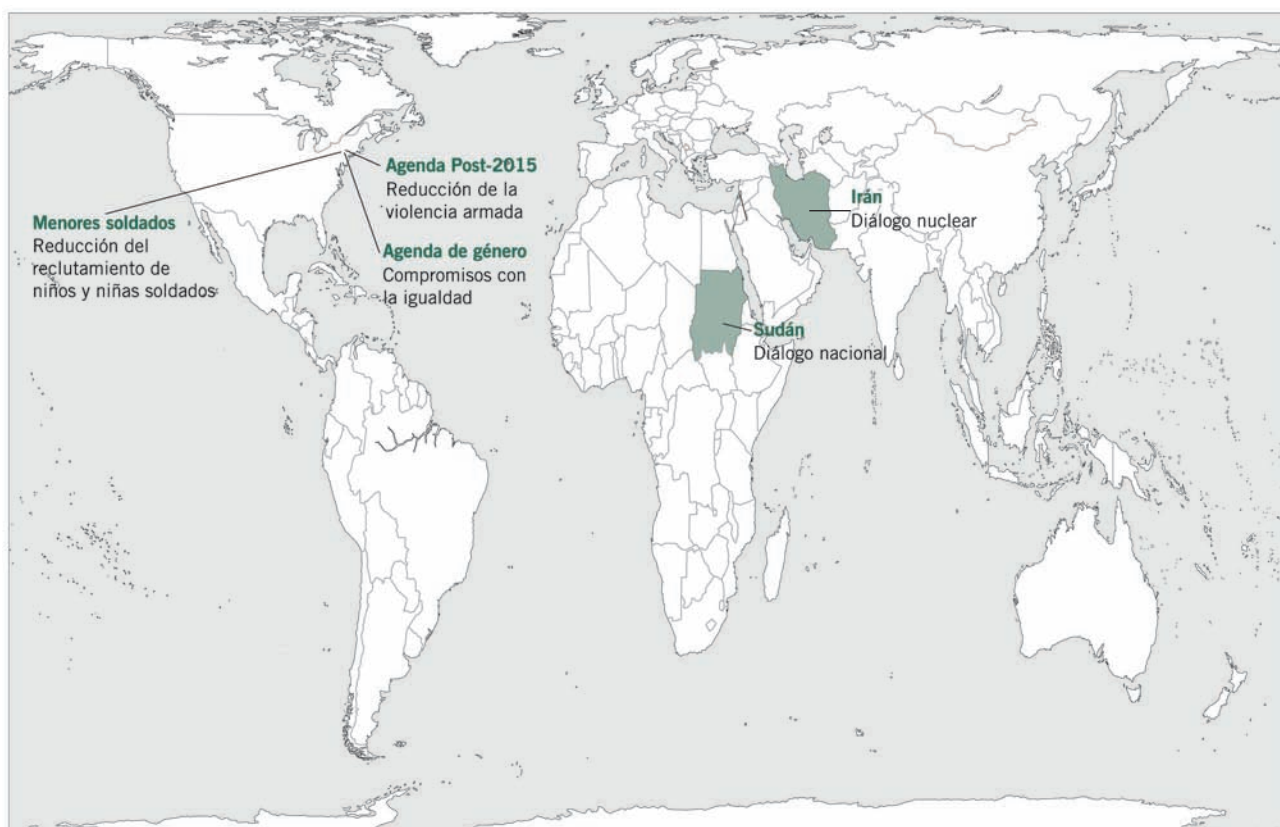 Agenda Post-2015
Reducción de la
violencia armada
Menores soldados
Reducción del
reclutamiento de
niños y niñas soldados
Agenda de género
Compromisos con
la igualdad
Irán
Diálogo nuclear
Sudán
Diálogo nacional